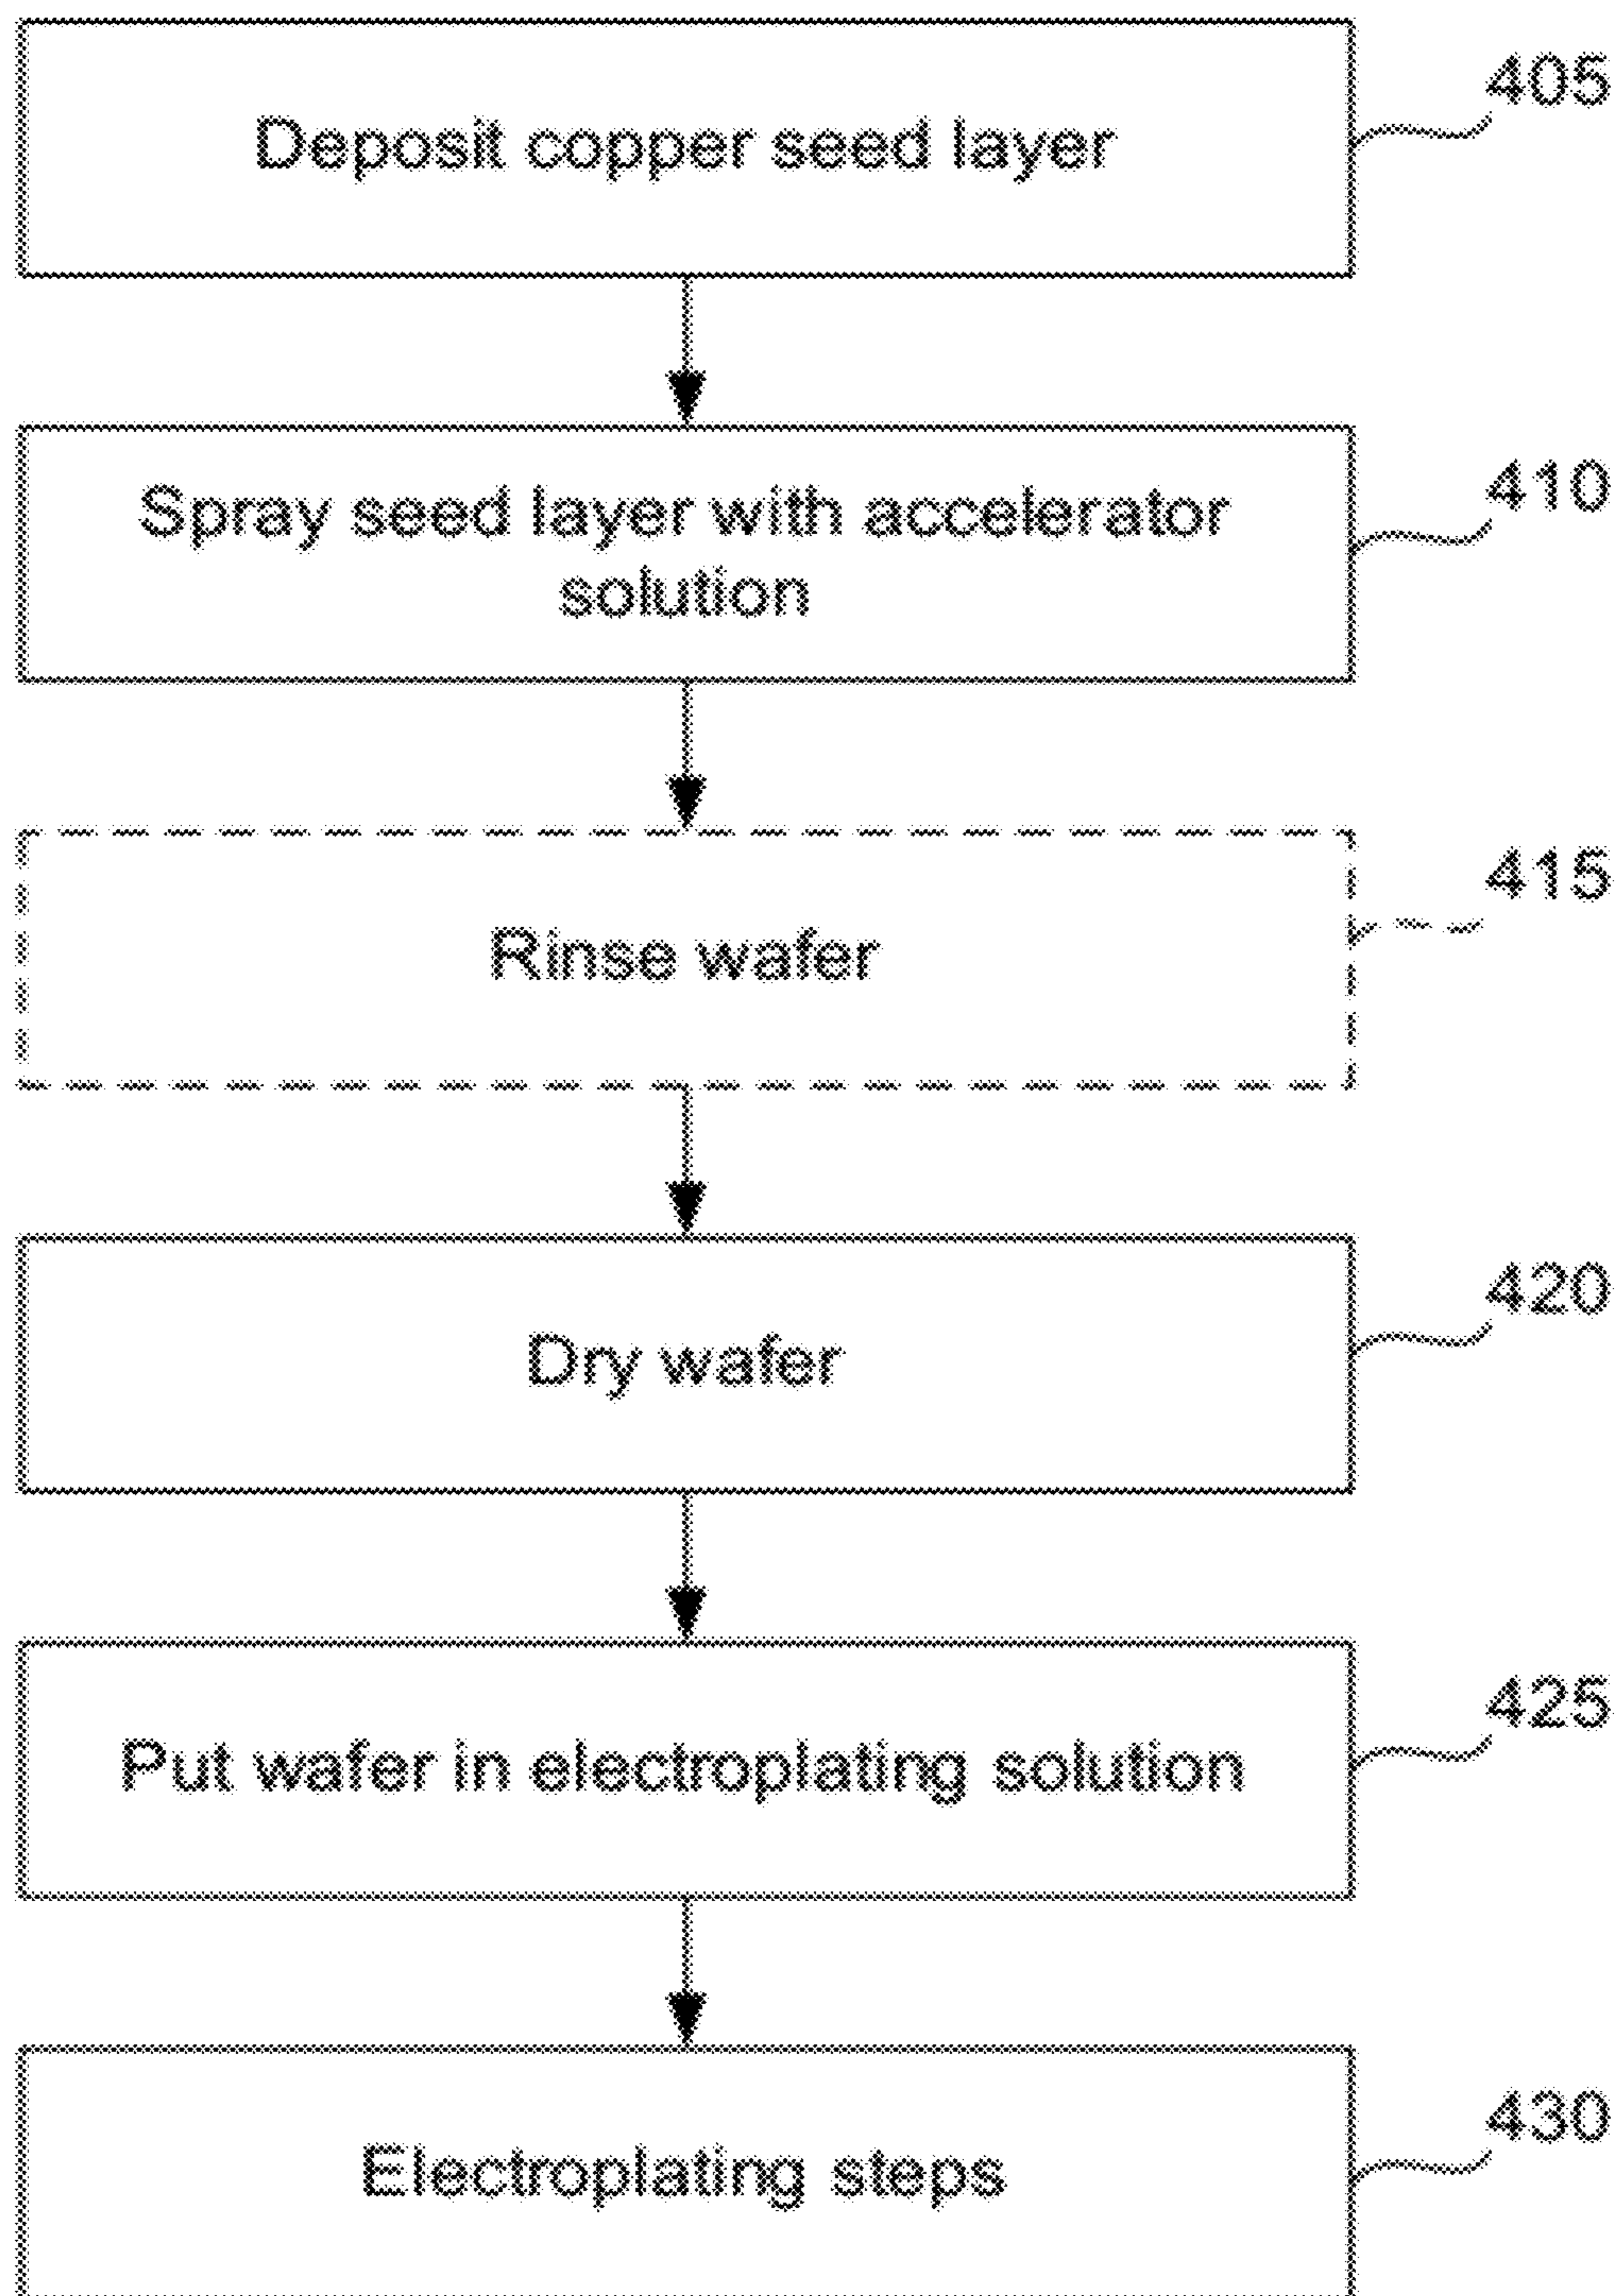 Deposit copper seed layer
405
Spray seed layer with accelerator
solution
410
Rinse wafer
415
Dry wafer
420
Put wafer in electroplating solution
425
Electroplating steps
430